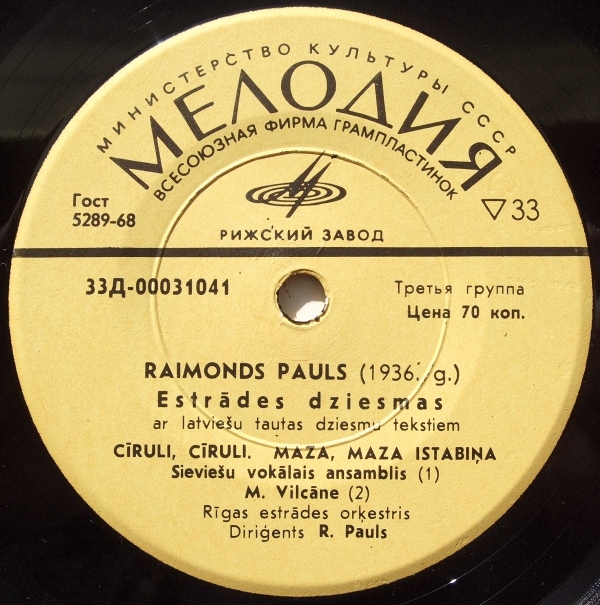 МИНИСТЕРСТВО КУЛЬТУРЫ СССР
МЕЛОДИЯ
ВСЕСОЮЗНАЯ ФИРМА ГРАМПЛАСТИНОК
Гост
5289-68
▽33
РИЖСКИЙ ЗАВОД
33Д-00031041
Третья группа
Цена 70 коп.
RAIMONDS PAULS (1936. g.)
Estrādes dziesmas
ar latviešu tautas dziesmu tekstiem
CĪRULI, CĪRULI. MAZA, MAZA ISTABIŅA
Sieviešu vokālais ansamblis (1)
M. Vilcāne (2)
Rīgas estrādes orķestris
Diriģents R. Pauls